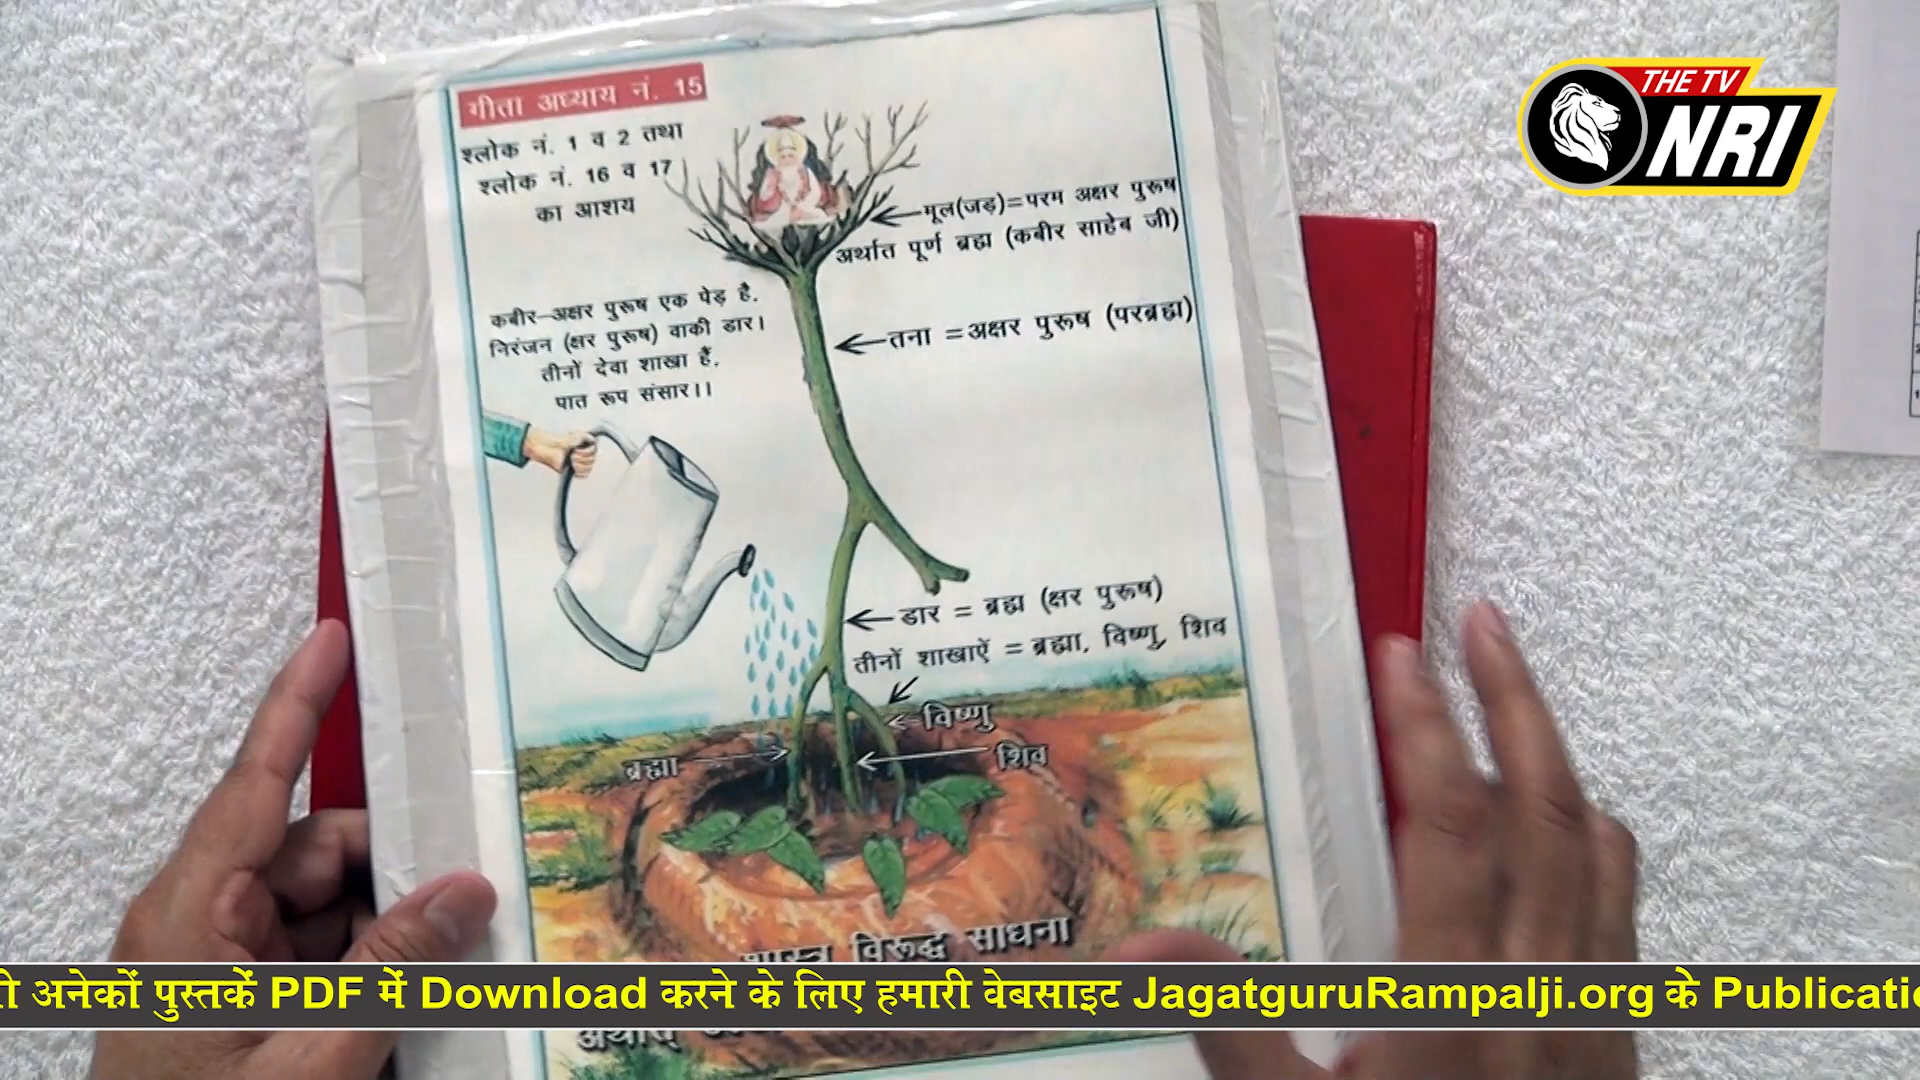 गीता अध्याय नं. 15
श्लोक नं. 1 व 2 तथा
श्लोक नं. 16 व 17
का आशय
मूल(जड़)=परम अक्षर पुरूष
अर्थात पूर्ण ब्रह्म (कबीर साहेब जी)
कबीर–अक्षर पुरूष एक पेड़ है,
निरंजन (क्षर पुरूष) वाकी डार।
तीनों देवा शाखा हैं,
पात रूप संसार।।
तना =अक्षर पुरूष (परब्रह्म)
डार = ब्रह्म (क्षर पुरूष)
तीनों शाखाऐं = ब्रह्मा, विष्णु, शिव
विष्णु
ब्रह्मा
शिव
विरूद्ध साधना
अनेकों पुस्तकें PDF में Download करने के लिए हमारी वेबसाइट JagatguruRampalji.org के
THE TV
NRI